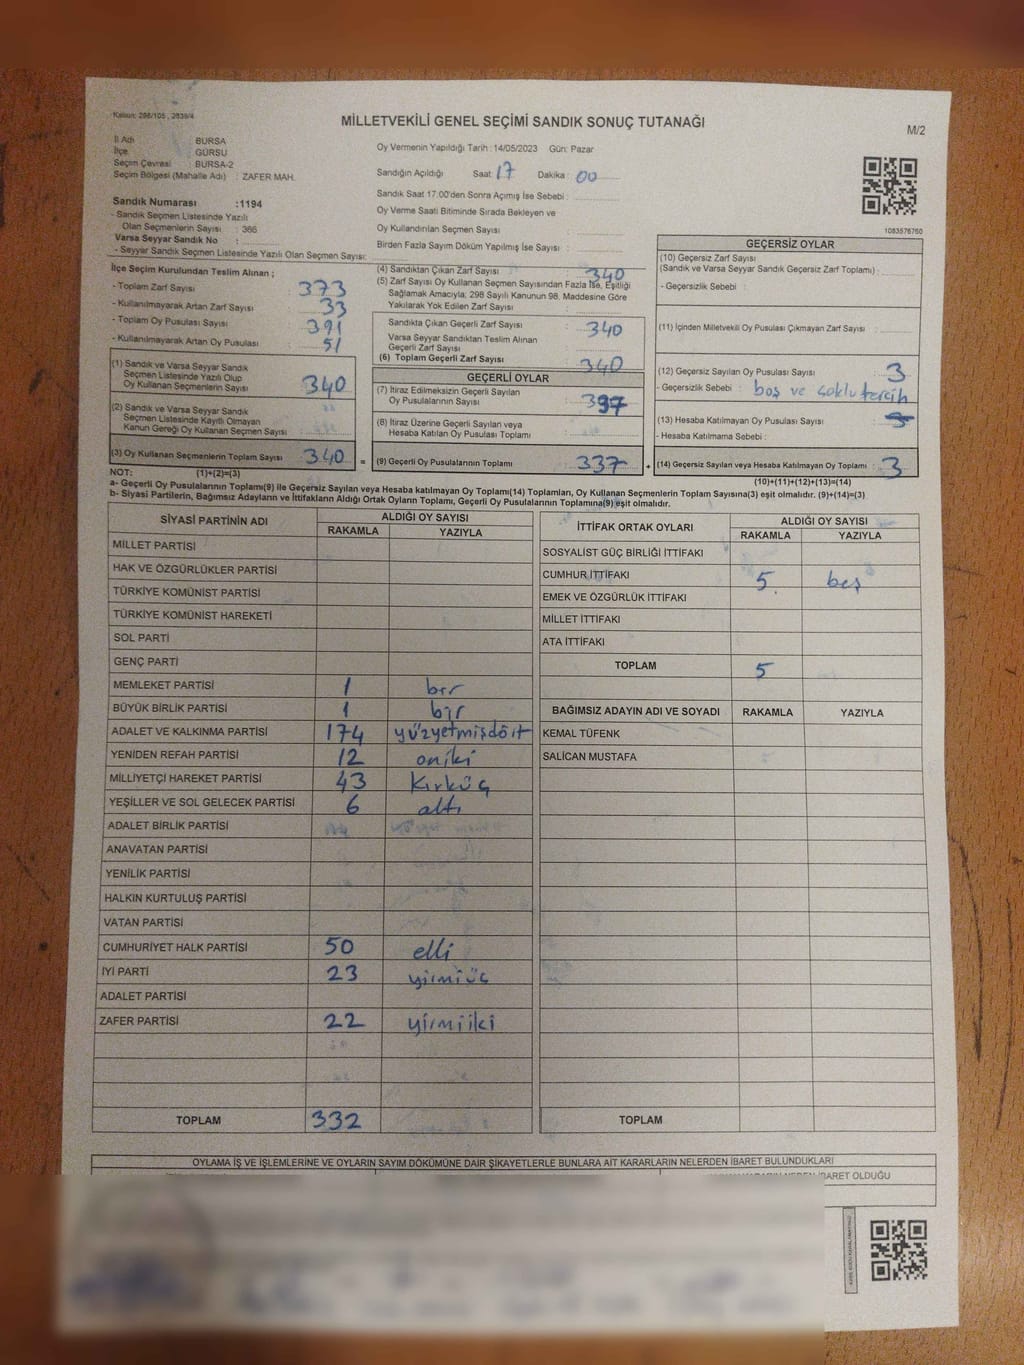 Kanun: 298/105 , 2839/4
MİLLETVEKİLİ GENEL SEÇİMİ SANDIK SONUÇ TUTANAĞI
M/2
İl Adı : BURSA
İlçe : GÜRSU
Seçim Çevresi : BURSA-2
Seçim Bölgesi (Mahalle Adı) : ZAFER MAH.
Oy Vermenin Yapıldığı Tarih : 14/05/2023 Gün: Pazar
Sandığın Açıldığı Saat : 17 Dakika : 00
Sandık Saat 17:00'den Sonra Açılmış İse Sebebi :
Oy Verme Saati Bitiminde Sırada Bekleyen ve
Oy Kullandırılan Seçmen Sayısı :
Birden Fazla Sayım Döküm Yapılmış İse Sayısı :
Sandık Numarası :1194
- Sandık Seçmen Listesinde Yazılı
Olan Seçmenlerin Sayısı : 366
Varsa Seyyar Sandık No :
- Seyyar Sandık Seçmen Listesinde Yazılı Olan Seçmen Sayısı:
1083576760
İlçe Seçim Kurulundan Teslim Alınan ;
- Toplam Zarf Sayısı : 373
- Kullanılmayarak Artan Zarf Sayısı : 33
- Toplam Oy Pusulası Sayısı : 391
- Kullanılmayarak Artan Oy Pusulası : 51
(1) Sandık ve Varsa Seyyar Sandık
Seçmen Listesinde Yazılı Olup
Oy Kullanan Seçmenlerin Sayısı : 340
(2) Sandık ve Varsa Seyyar Sandık
Seçmen Listesinde Kayıtlı Olmayan
Kanun Gereği Oy Kullanan Seçmen Sayısı :
(3) Oy Kullanan Seçmenlerin Toplam Sayısı : 340
(1)+(2)=(3)
(4) Sandıktan Çıkan Zarf Sayısı : 340
(5) Zarf Sayısı Oy Kullanan Seçmen Sayısından Fazla İse, Eşitliği
Sağlamak Amacıyla; 298 Sayılı Kanunun 98. Maddesine Göre
Yakılarak Yok Edilen Zarf Sayısı :
Sandıkta Çıkan Geçerli Zarf Sayısı : 340
Varsa Seyyar Sandıktan Teslim Alınan
Geçerli Zarf Sayısı :
(6) Toplam Geçerli Zarf Sayısı : 340
GEÇERLİ OYLAR
(7) İtiraz Edilmeksizin Geçerli Sayılan
Oy Pusulalarının Sayısı :
(8) İtiraz Üzerine Geçerli Sayılan veya
Hesaba Katılan Oy Pusulası Toplamı :
= (9) Geçerli Oy Pusulalarının Toplamı : 337
GEÇERSİZ OYLAR
(10) Geçersiz Zarf Sayısı
(Sandık ve Varsa Seyyar Sandık Geçersiz Zarf Toplamı) :
- Geçersizlik Sebebi :
(11) İçinden Milletvekili Oy Pusulası Çıkmayan Zarf Sayısı :
(12) Geçersiz Sayılan Oy Pusulası Sayısı : 3
- Geçersizlik Sebebi : boş ve çoklu tercih
(13) Hesaba Katılmayan Oy Pusulası Sayısı :
- Hesaba Katılmama Sebebi :
+ (14) Geçersiz Sayılan veya Hesaba Katılmayan Oy Toplamı : 3
(10)+(11)+(12)+(13)=(14)
NOT:
a- Geçerli Oy Pusulalarının Toplamı(9) ile Geçersiz Sayılan veya Hesaba katılmayan Oy Toplamı(14) Toplamları, Oy Kullanan Seçmenlerin Toplam Sayısına(3) eşit olmalıdır. (9)+(14)=(3)
b- Siyasi Partilerin, Bağımsız Adayların ve İttifakların Aldığı Ortak Oyların Toplamı, Geçerli Oy Pusulalarının Toplamına(9) eşit olmalıdır.
SİYASİ PARTİNİN ADI ALDIĞI OY SAYISI
RAKAMLA YAZIYLA
MİLLET PARTİSİ
HAK VE ÖZGÜRLÜKLER PARTİSİ
TÜRKİYE KOMÜNİST PARTİSİ
TÜRKİYE KOMÜNİST HAREKETİ
SOL PARTİ
GENÇ PARTİ
MEMLEKET PARTİSİ 1 bir
BÜYÜK BİRLİK PARTİSİ 1 bir
ADALET VE KALKINMA PARTİSİ 174 yüzyetmişdört
YENİDEN REFAH PARTİSİ 12 oniki
MİLLİYETÇİ HAREKET PARTİSİ 43 Kırküç
YEŞİLLER VE SOL GELECEK PARTİSİ 6 altı
ADALET BİRLİK PARTİSİ
ANAVATAN PARTİSİ
YENİLİK PARTİSİ
HALKIN KURTULUŞ PARTİSİ
VATAN PARTİSİ
CUMHURİYET HALK PARTİSİ 50 elli
İYİ PARTİ 23 yirmiüç
ADALET PARTİSİ
ZAFER PARTİSİ 22 yirmiiki
TOPLAM 332
İTTİFAK ORTAK OYLARI ALDIĞI OY SAYISI
RAKAMLA YAZIYLA
SOSYALİST GÜÇ BİRLİĞİ İTTİFAKI
CUMHUR İTTİFAKI 5 beş
EMEK VE ÖZGÜRLÜK İTTİFAKI
MİLLET İTTİFAKI
ATA İTTİFAKI
TOPLAM 5
BAĞIMSIZ ADAYIN ADI VE SOYADI RAKAMLA YAZIYLA
KEMAL TÜFENK
SALİCAN MUSTAFA
TOPLAM
OYLAMA İŞ VE İŞLEMLERİNE VE OYLARIN SAYIM DÖKÜMÜNE DAİR ŞİKAYETLERLE BUNLARA AİT KARARLARIN NELERDEN İBARET BULUNDUKLARI
İBARET OLDUĞU